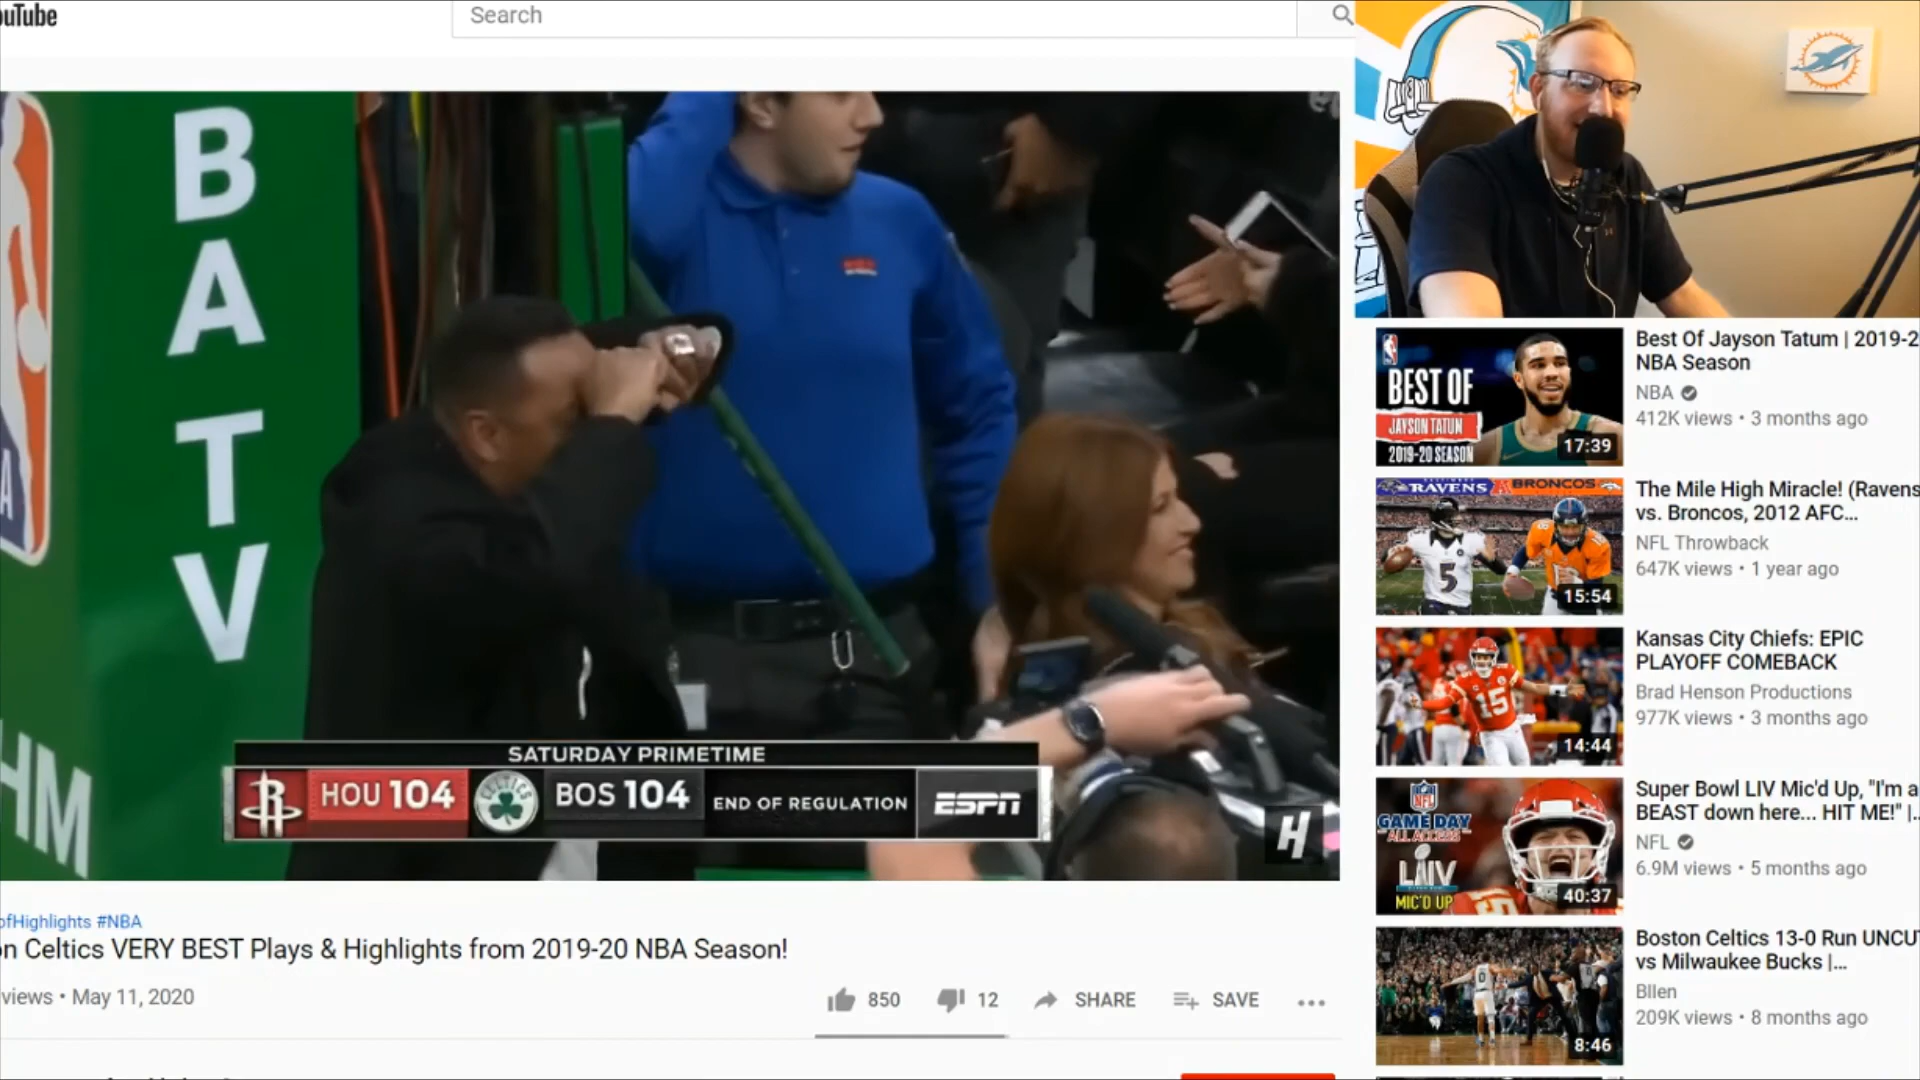 ouTube
Search
B
A
T
V
A
HM
SATURDAY PRIMETIME
HOU 104
CELTICS
BOS 104
END OF REGULATION
ESPN
H
ofHighlights #NBA
on Celtics VERY BEST Plays & Highlights from 2019-20 NBA Season!
views • May 11, 2020
850
12
SHARE
SAVE
BEST OF
JAYSON TATUM
2019-20 SEASON
17:39
Best Of Jayson Tatum | 2019-2
NBA Season
NBA
412K views • 3 months ago
RAVENS
BRONCOS
5
18
15:54
The Mile High Miracle! (Ravens
vs. Broncos, 2012 AFC...
NFL Throwback
647K views • 1 year ago
15
14:44
Kansas City Chiefs: EPIC
PLAYOFF COMEBACK
Brad Henson Productions
977K views • 3 months ago
NFL
GAME DAY
ALL ACCESS
LIV
MIC'D UP
40:37
Super Bowl LIV Mic'd Up, "I'm a
BEAST down here... HIT ME!" |...
NFL
6.9M views • 5 months ago
0
8:46
Boston Celtics 13-0 Run UNCU
vs Milwaukee Bucks |...
Bllen
209K views • 8 months ago